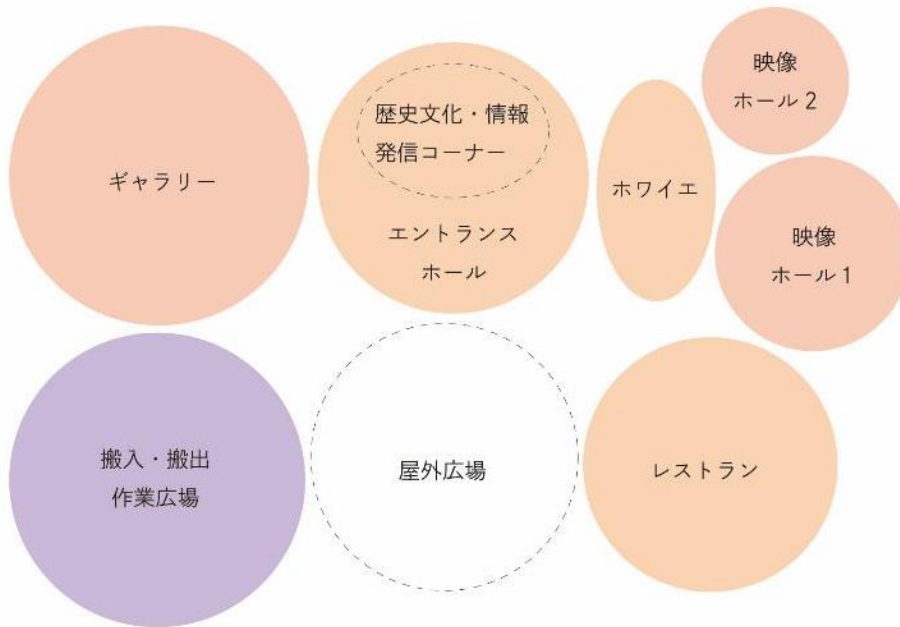 ギャラリー
歴史文化・情報
発信コーナー
エントランス
ホール
ホワイエ
映像
ホール2
映像
ホール1
搬入・搬出
作業広場
屋外広場
レストラン